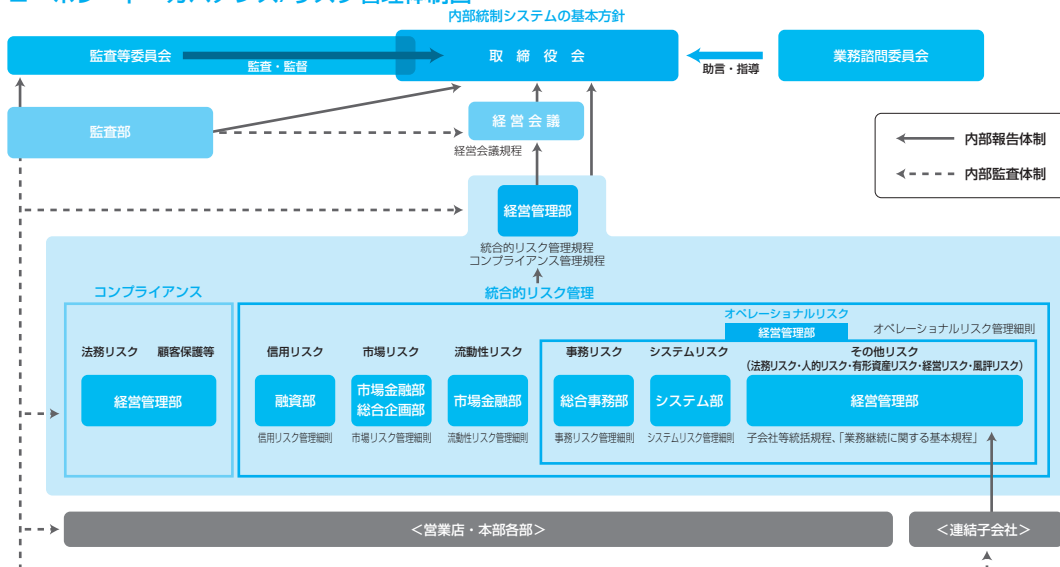 内部統制システムの基本方針
監査等委員会
監査・監督
取締役会
助言・指導
業務諮問委員会
監査部
経営会議
経営会議規程
内部報告体制
内部監査体制
経営管理部
統合的リスク管理規程
コンプライアンス管理規程
コンプライアンス
統合的リスク管理
オペレーショナルリスク
経営管理部
オペレーショナルリスク管理細則
法務リスク 顧客保護等
経営管理部
信用リスク
融資部
信用リスク管理細則
市場リスク
市場金融部
総合企画部
市場リスク管理細則
流動性リスク
市場金融部
流動性リスク管理細則
事務リスク
総合事務部
事務リスク管理細則
システムリスク
システム部
システムリスク管理細則
その他リスク
(法務リスク・人的リスク・有形資産リスク・経営リスク・風評リスク)
経営管理部
子会社等統括規程、「業務継続に関する基本規程」
<営業店・本部各部>
<連結子会社>